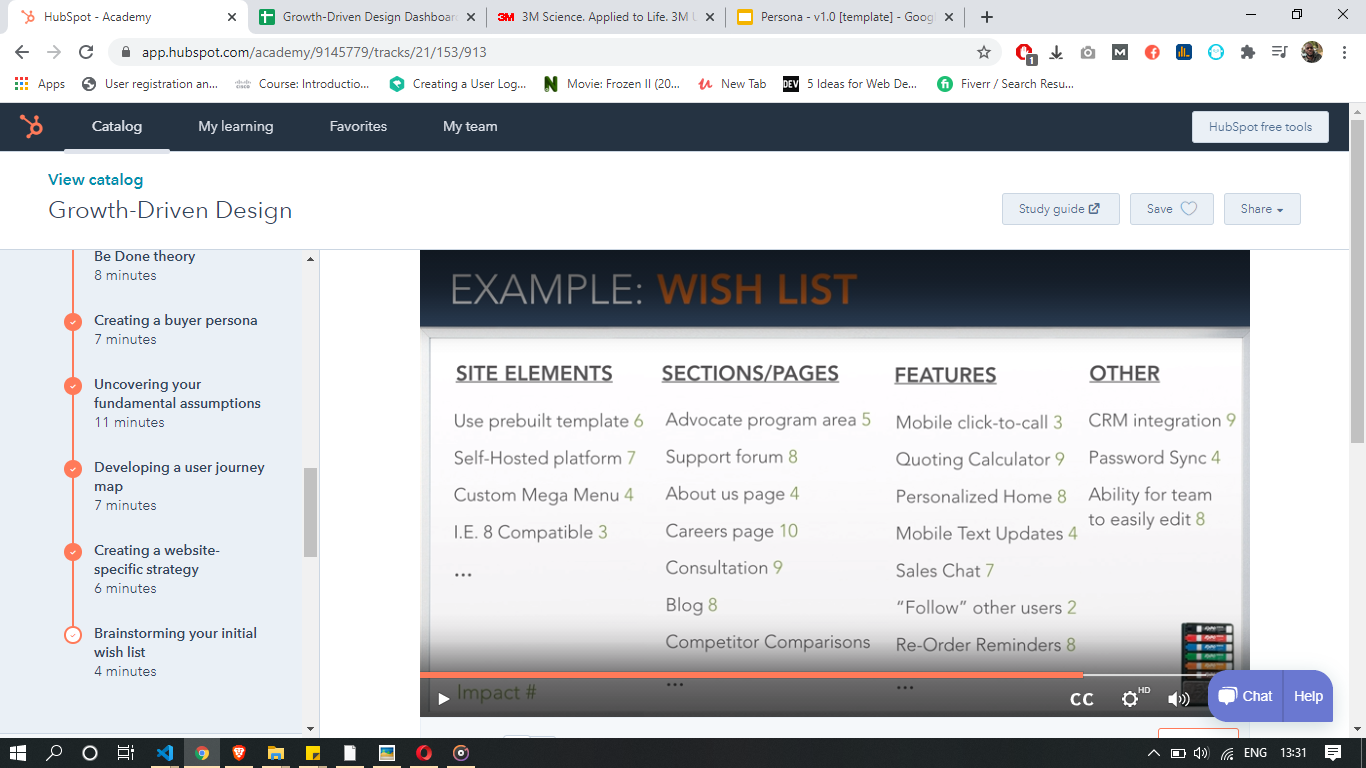 HubSpot - Academy
Growth-Driven Design Dashboard
3M Science. Applied to Life. 3M
Persona - v1.0 [template] - Goog
app.hubspot.com/academy/9145779/tracks/21/153/913
1
M
Apps
User registration an...
Course: Introductio...
Creating a User Log...
Movie: Frozen II (20...
New Tab
DEV
5 Ideas for Web De...
Fiverr / Search Resu...
Catalog
My learning
Favorites
My team
HubSpot free tools
View catalog
Growth-Driven Design
Study guide
Save
Share
Be Done theory
8 minutes
Creating a buyer persona
7 minutes
Uncovering your
fundamental assumptions
11 minutes
Developing a user journey
map
7 minutes
Creating a website-
specific strategy
6 minutes
Brainstorming your initial
wish list
4 minutes
EXAMPLE: WISH LIST
SITE ELEMENTS
Use prebuilt template 6
Self-Hosted platform 7
Custom Mega Menu 4
I.E. 8 Compatible 3
...
SECTIONS/PAGES
Advocate program area 5
Support forum 8
About us page 4
Careers page 10
Consultation 9
Blog 8
Competitor Comparisons
...
FEATURES
Mobile click-to-call 3
Quoting Calculator 9
Personalized Home 8
Mobile Text Updates 4
Sales Chat 7
“Follow” other users 2
Re-Order Reminders 8
...
OTHER
CRM integration 9
Password Sync 4
Ability for team
to easily edit 8
Impact #
CC
HD
Chat
Help
ENG
13:31